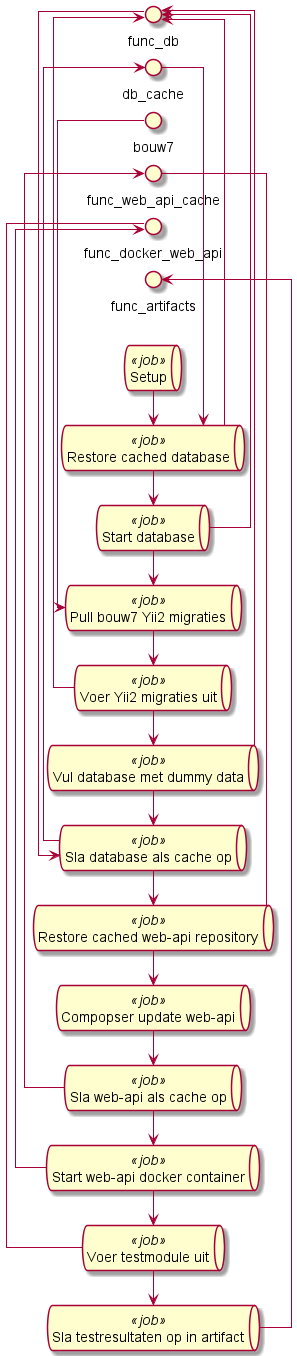 func_db
db_cache
bouw7
func_web_api_cache
func_docker_web_api
func_artifacts
«job»
Setup
«job»
Restore cached database
«job»
Start database
«job»
Pull bouw7 Yii2 migraties
«job»
Voer Yii2 migraties uit
«job»
Vul database met dummy data
«job»
Sla database als cache op
«job»
Restore cached web-api repository
«job»
Compopser update web-api
«job»
Sla web-api als cache op
«job»
Start web-api docker container
«job»
Voer testmodule uit
«job»
Sla testresultaten op in artifact